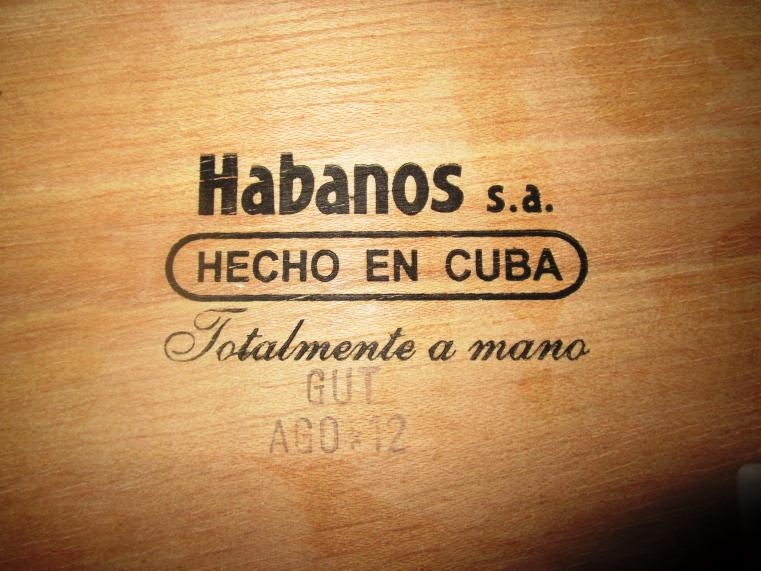 Habanos s.a.
HECHO EN CUBA
Totalmente a mano
GUT
AGO 12